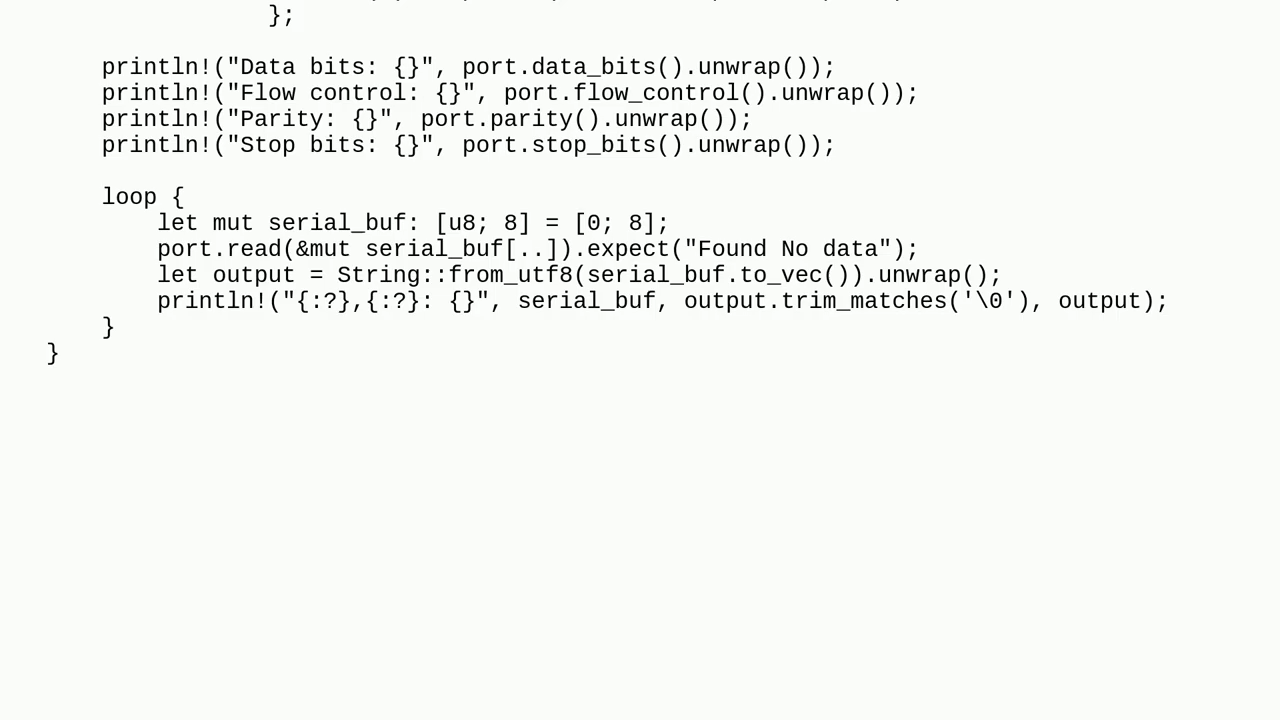 };
println!("Data bits: {}", port.data_bits().unwrap());
println!("Flow control: {}", port.flow_control().unwrap());
println!("Parity: {}", port.parity().unwrap());
println!("Stop bits: {}", port.stop_bits().unwrap());
loop {
let mut serial_buf: [u8; 8] = [0; 8];
port.read(&mut serial_buf[..]).expect("Found No data");
let output = String::from_utf8(serial_buf.to_vec()).unwrap();
println!("{:?},{:?}: {}", serial_buf, output.trim_matches('\0'), output);
}
}